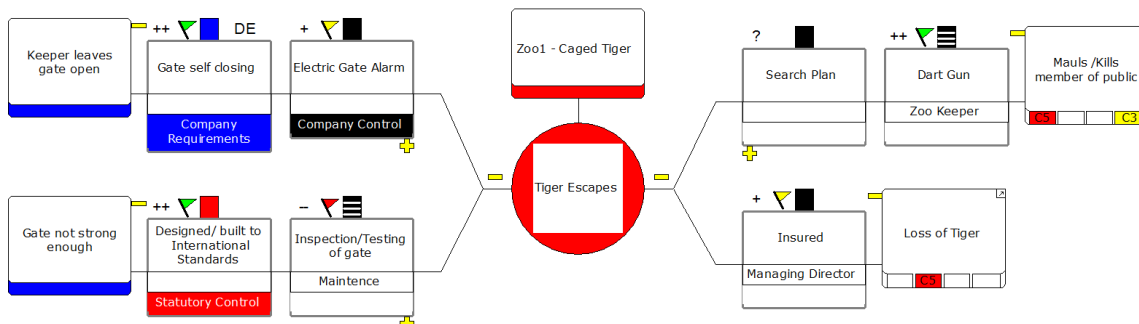 Keeper leaves
gate open
++
DE
Gate self closing
Company
Requirements
+
Electric Gate Alarm
Company Control
Gate not strong
enough
++
Designed/ built to
International
Standards
Statutory Control
--
Inspection/Testing
of gate
Maintence
Zoo1 - Caged Tiger
Tiger Escapes
?
Search Plan
++
Dart Gun
Zoo Keeper
Mauls /Kills
member of public
C5
C3
+
Insured
Managing Director
Loss of Tiger
C5